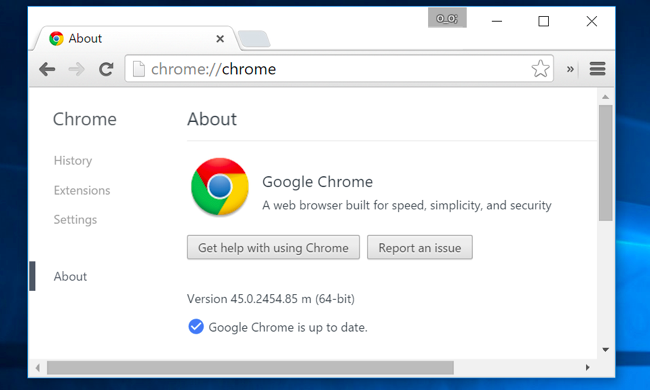 o_o;
About
chrome://chrome
»
Chrome
About
History
Extensions
Settings
About
Google Chrome
A web browser built for speed, simplicity, and security
Get help with using Chrome
Report an issue
Version 45.0.2454.85 m (64-bit)
Google Chrome is up to date.